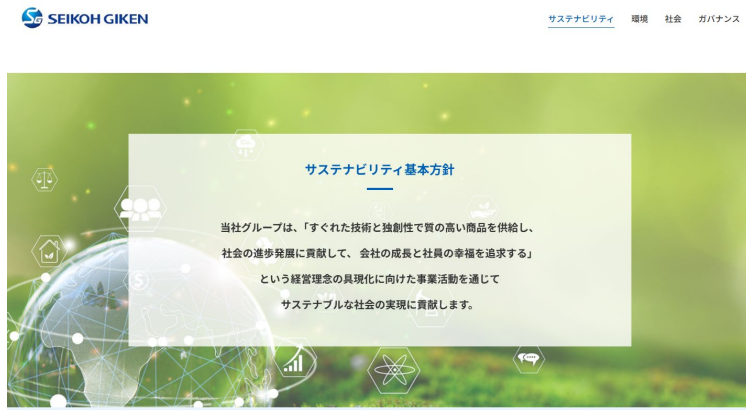 SG SEIKOH GIKEN
サステナビリティ 環境 社会 ガバナンス
サステナビリティ基本方針
当社グループは、「すぐれた技術と独創性で質の高い商品を供給し、
社会の進歩発展に貢献して、 会社の成長と社員の幸福を追求する」
という経営理念の具現化に向けた事業活動を通じて
サステナブルな社会の実現に貢献します。